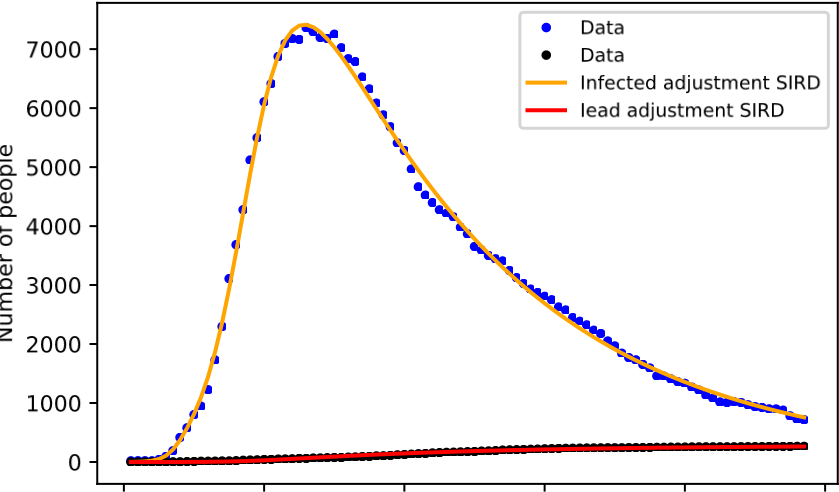 Number of people
7000
6000
5000
4000
3000
2000
1000
0
Data
Data
Infected adjustment SIRD
lead adjustment SIRD